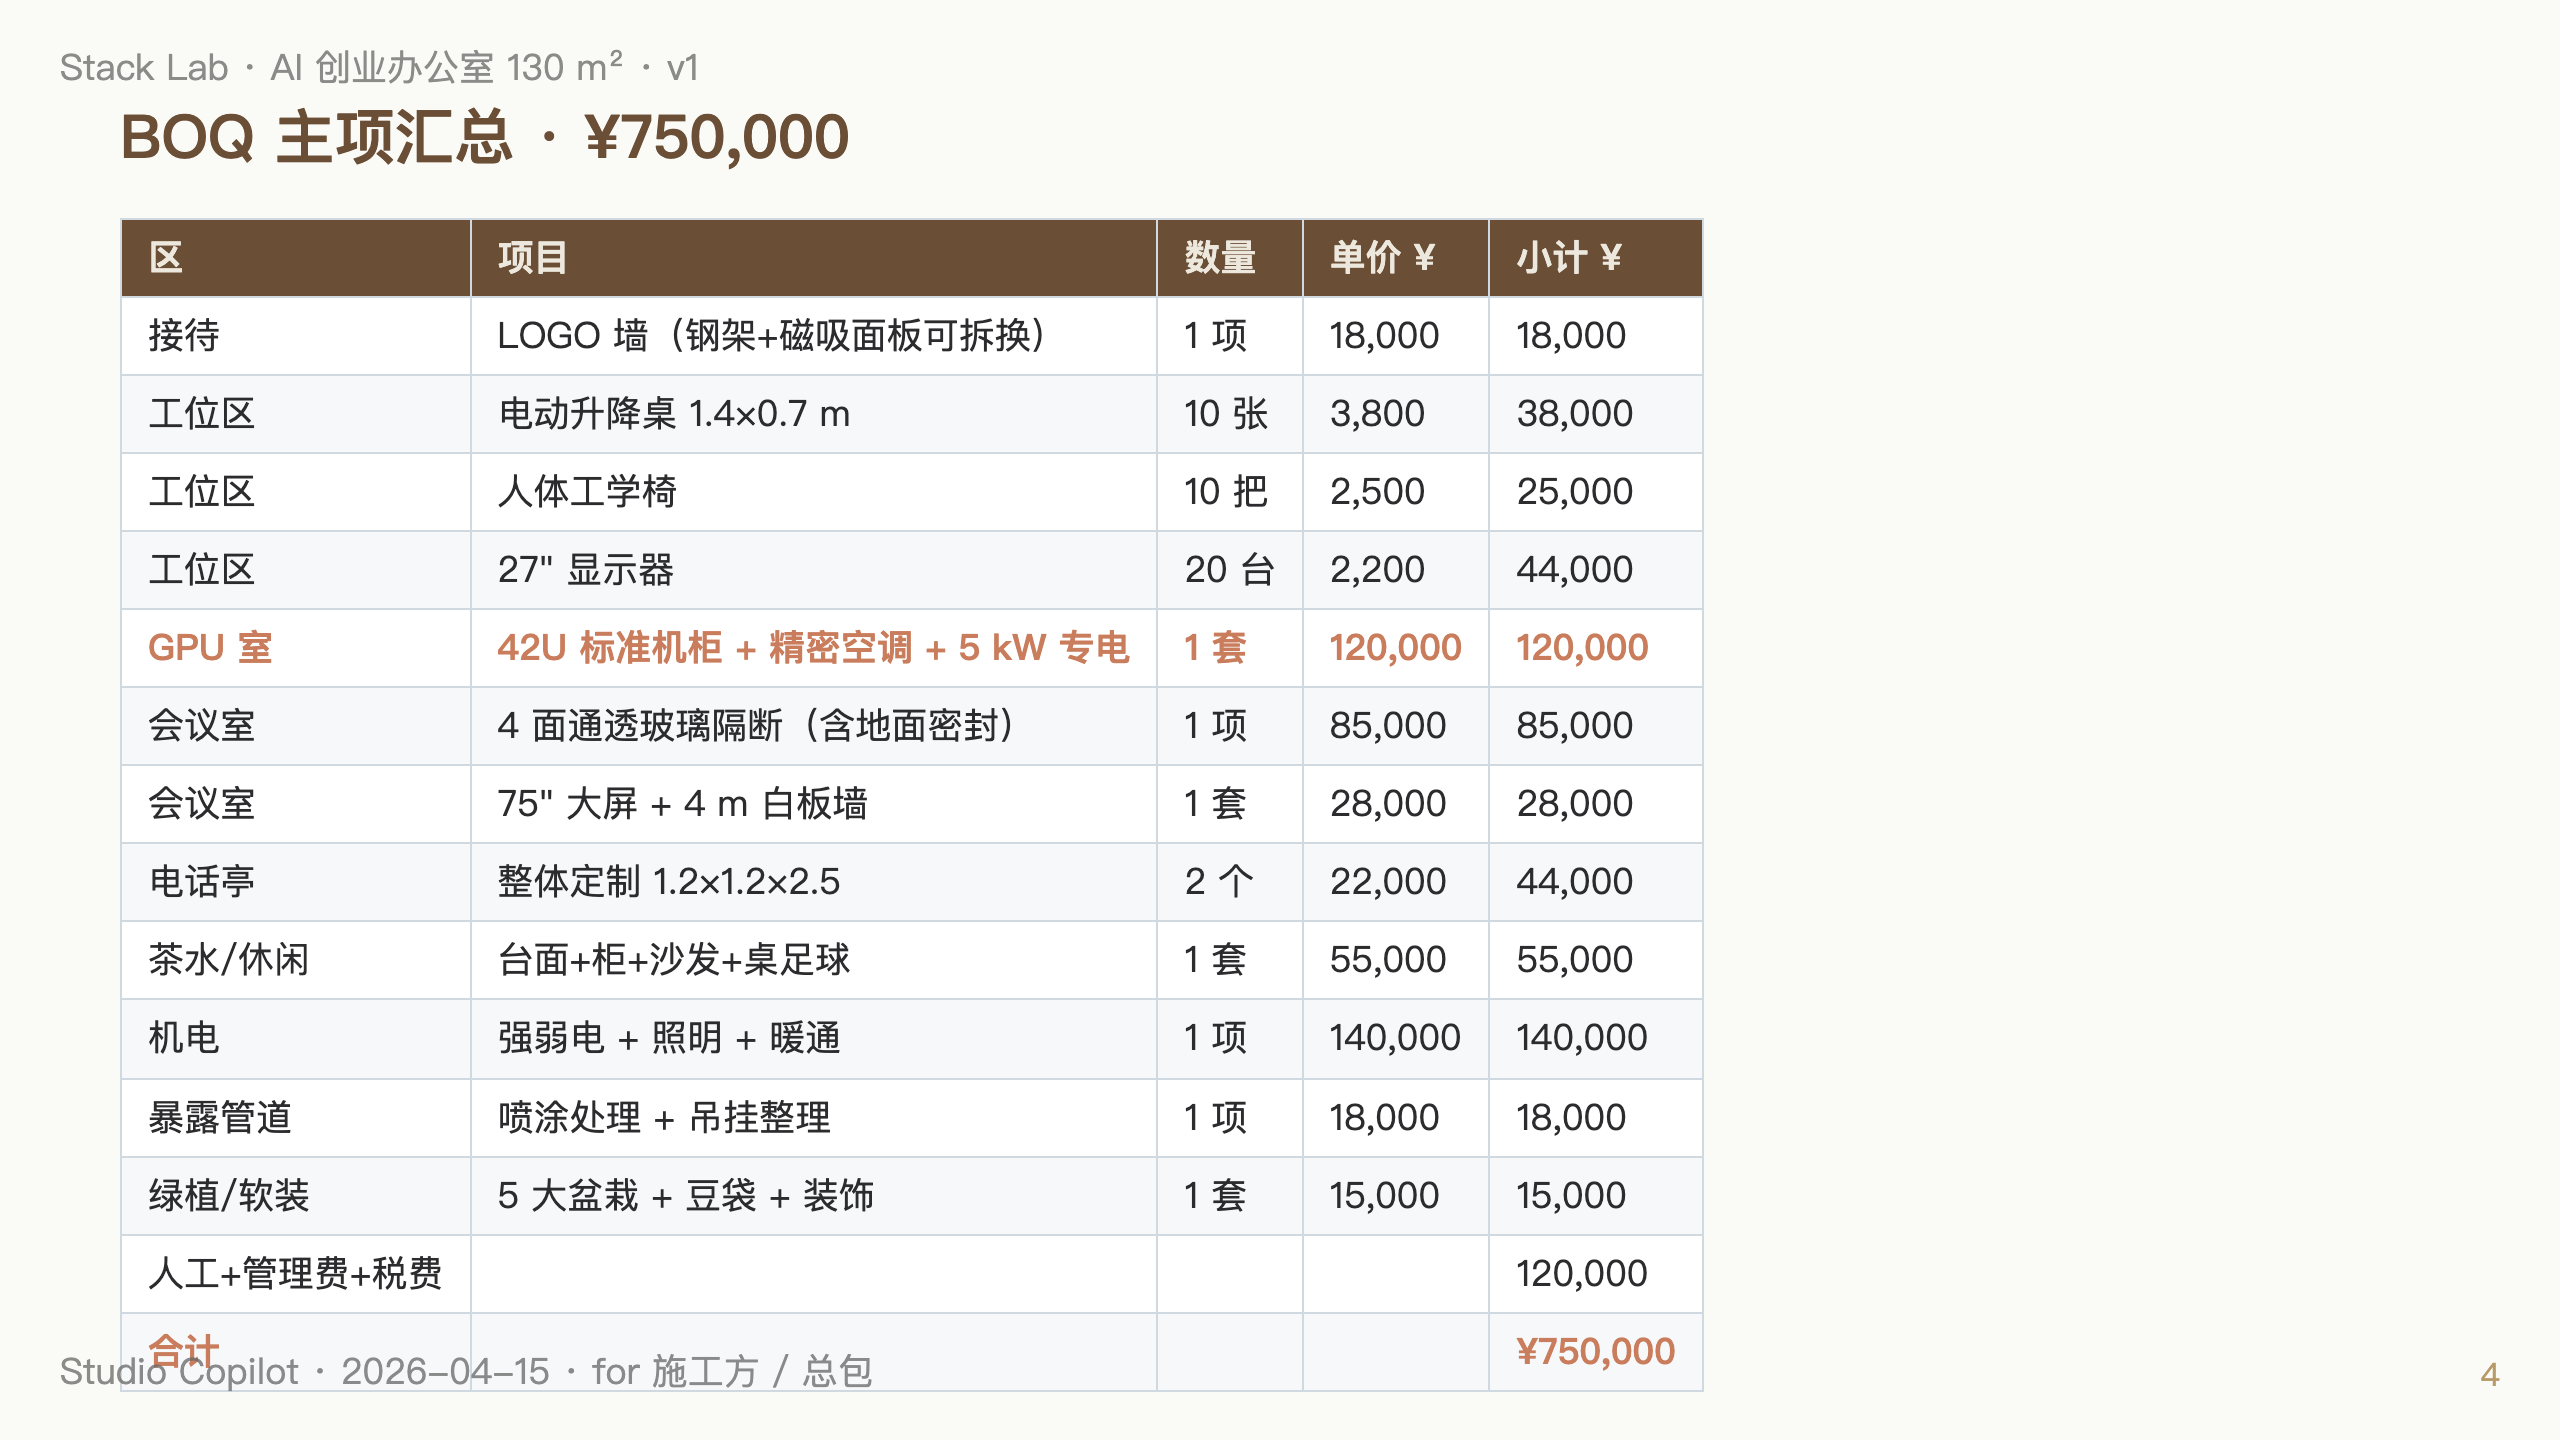 Stack Lab · AI 创业办公室 130 m² · v1
BOQ 主项汇总 · ¥750,000
区 项目 数量 单价 ¥ 小计 ¥
接待 LOGO 墙（钢架+磁吸面板可拆换） 1 项 18,000 18,000
工位区 电动升降桌 1.4×0.7 m 10 张 3,800 38,000
工位区 人体工学椅 10 把 2,500 25,000
工位区 27" 显示器 20 台 2,200 44,000
GPU 室 42U 标准机柜 + 精密空调 + 5 kW 专电 1 套 120,000 120,000
会议室 4 面通透玻璃隔断（含地面密封） 1 项 85,000 85,000
会议室 75" 大屏 + 4 m 白板墙 1 套 28,000 28,000
电话亭 整体定制 1.2×1.2×2.5 2 个 22,000 44,000
茶水/休闲 台面+柜+沙发+桌足球 1 套 55,000 55,000
机电 强弱电 + 照明 + 暖通 1 项 140,000 140,000
暴露管道 喷涂处理 + 吊挂整理 1 项 18,000 18,000
绿植/软装 5 大盆栽 + 豆袋 + 装饰 1 套 15,000 15,000
人工+管理费+税费 120,000
合计 ¥750,000
Studio Copilot · 2026–04–15 · for 施工方 / 总包
4